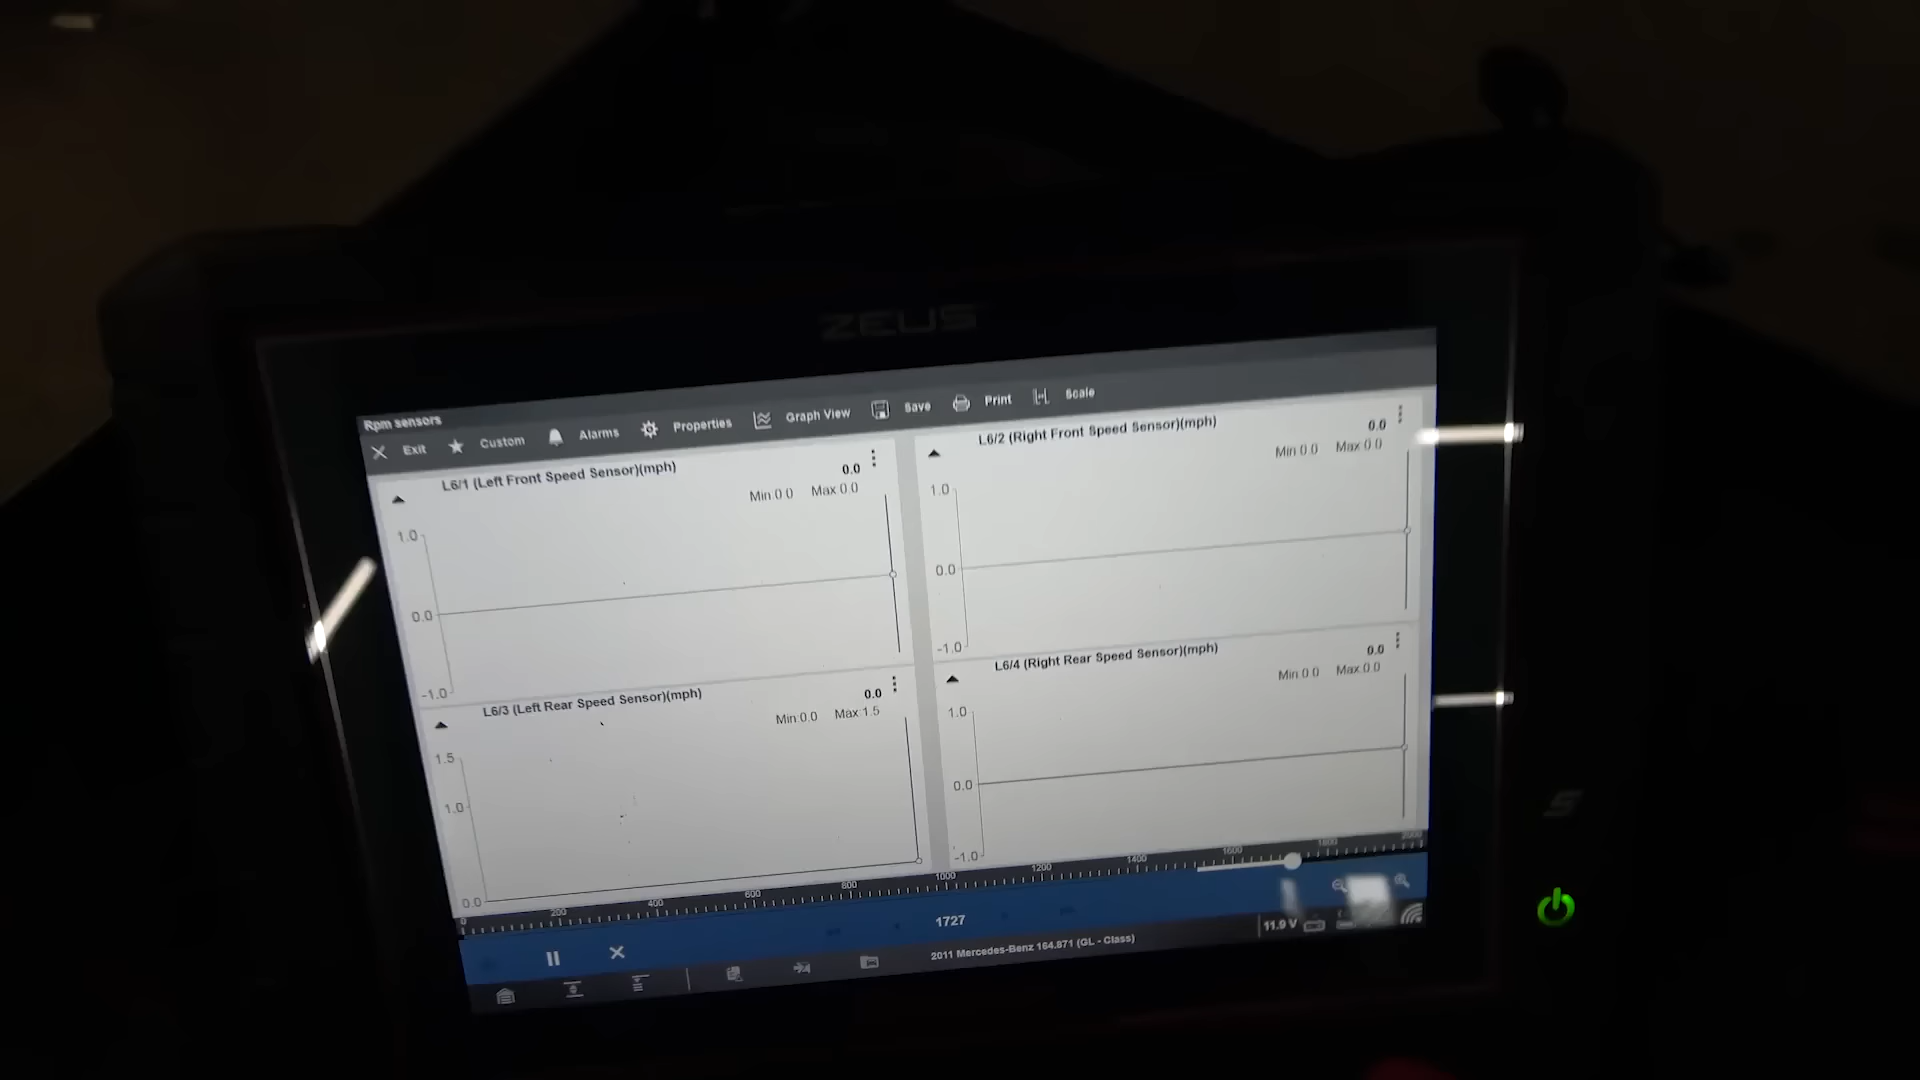 ZEUS
Rpm sensors
Exit Custom Alarms Properties Graph View Save Print Scale
L6/1 (Left Front Speed Sensor)(mph)
0.0
Min:0.0 Max:0.0
1.0
0.0
-1.0
L6/2 (Right Front Speed Sensor)(mph)
0.0
Min:0.0 Max:0.0
1.0
0.0
-1.0
L6/3 (Left Rear Speed Sensor)(mph)
0.0
Min:0.0 Max:1.5
1.5
1.0
0.0
L6/4 (Right Rear Speed Sensor)(mph)
0.0
Min:0.0 Max:0.0
1.0
0.0
-1.0
0 200 400 600 800 1000 1200 1400 1600 1800 2000
1727
11.9 V
2011 Mercedes-Benz 164.871 (GL - Class)